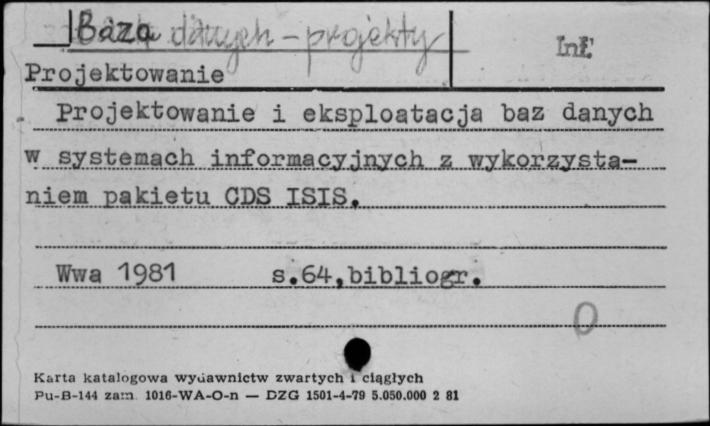 Baza danych - projekty
Inf.
Projektowanie
Projektowanie i eksploatacja baz danych
w systemach informacyjnych z wykorzysta-
niem pakietu CDS ISIS.
Wwa 1981 s.64,bibliogr.
0
Karta katalogowa wydawnictw zwartych i ciągłych
Pu-B-144 zam. 1016-WA-O-n — DZG 1501-4-79 5.050.000 2 81